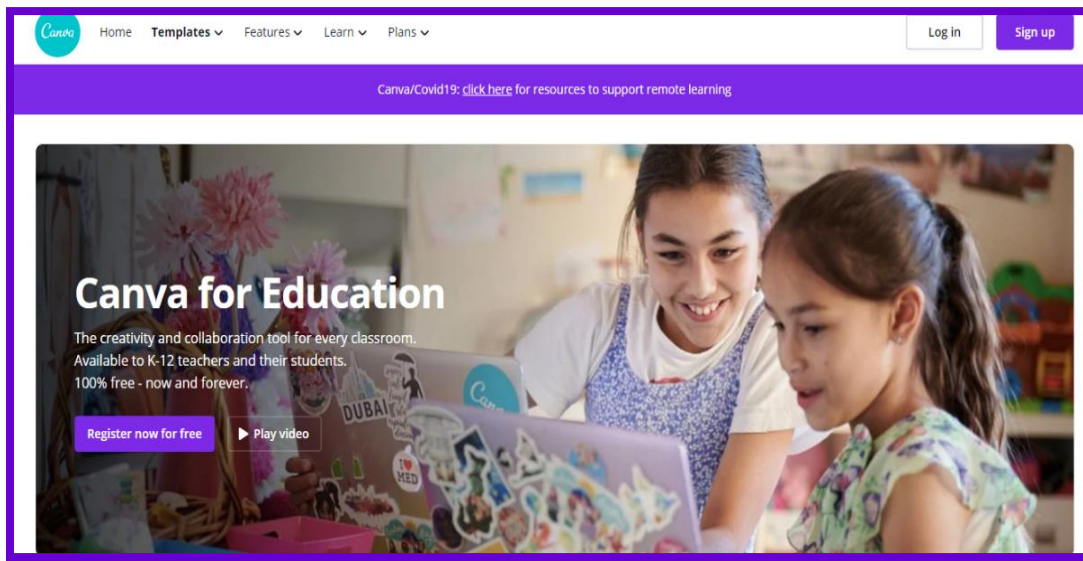 Canva
Home Templates Features Learn Plans Log in Sign up
Canva/Covid19: click here for resources to support remote learning
Canva for Education
The creativity and collaboration tool for every classroom.
Available to K-12 teachers and their students.
100% free - now and forever.
Register now for free Play video
DUBAI
I
MED